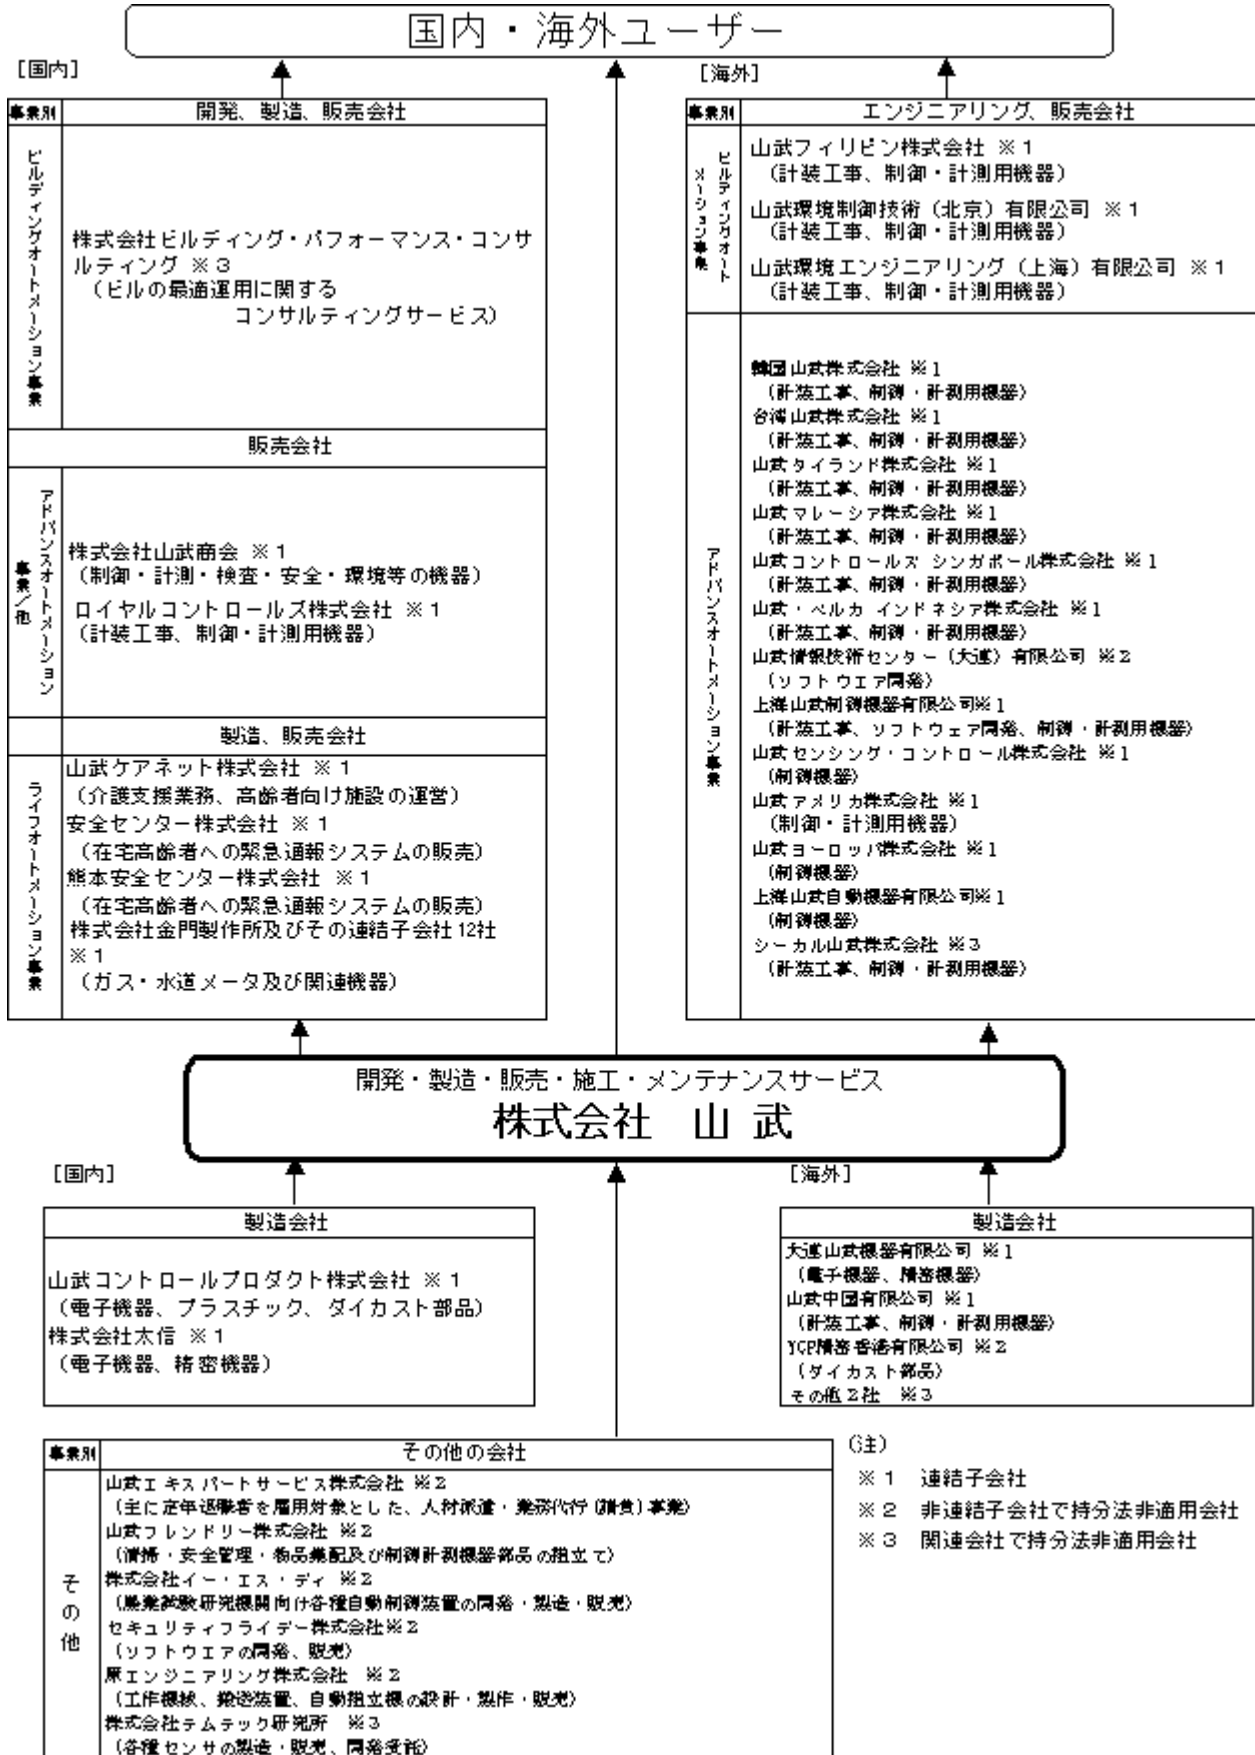 国内・海外ユーザー
［国内］
事業別
開発、製造、販売会社
ビルディングオートメーション事業
株式会社ビルディング・パフォーマンス・コンサ
ルティング ※３
（ビルの最適運用に関する
コンサルティングサービス）
販売会社
アドバンスオートメーション
事業／他
株式会社山武商会 ※１
（制御・計測・検査・安全・環境等の機器）
ロイヤルコントロールズ株式会社 ※１
（計装工事、制御・計測用機器）
製造、販売会社
ライフオートメーション事業
山武ケアネット株式会社 ※１
（介護支援業務、高齢者向け施設の運営）
安全センター株式会社 ※１
（在宅高齢者への緊急通報システムの販売）
熊本安全センター株式会社 ※１
（在宅高齢者への緊急通報システムの販売）
株式会社金門製作所及びその連結子会社12社
※１
（ガス・水道メータ及び関連機器）
［海外］
事業別
エンジニアリング、販売会社
ビルディングオート
メーション事業
山武フィリピン株式会社 ※１
（計装工事、制御・計測用機器）
山武環境制御技術（北京）有限公司 ※１
（計装工事、制御・計測用機器）
山武環境エンジニアリング（上海）有限公司 ※１
（計装工事、制御・計測用機器）
アドバンスオートメーション事業
韓国山武株式会社 ※１
（計装工事、制御・計測用機器）
台湾山武株式会社 ※１
（計装工事、制御・計測用機器）
山武タイランド株式会社 ※１
（計装工事、制御・計測用機器）
山武マレーシア株式会社 ※１
（計装工事、制御・計測用機器）
山武コントロールズ シンガポール株式会社 ※１
（計装工事、制御・計測用機器）
山武・ベルカ インドネシア株式会社 ※１
（計装工事、制御・計測用機器）
山武情報技術センター（大連）有限公司 ※２
（ソフトウェア開発）
上海山武制御機器有限公司※１
（計装工事、ソフトウェア開発、制御・計測用機器）
山武センシング・コントロール株式会社 ※１
（制御機器）
山武アメリカ株式会社 ※１
（制御・計測用機器）
山武ヨーロッパ株式会社 ※１
（制御機器）
上海山武自動機器有限公司※１
（制御機器）
シーカル山武株式会社 ※３
（計装工事、制御・計測用機器）
開発・製造・販売・施工・メンテナンスサービス
株式会社　山 武
［国内］
製造会社
山武コントロールプロダクト株式会社 ※１
（電子機器、プラスチック、ダイカスト部品）
株式会社太信 ※１
（電子機器、精密機器）
［海外］
製造会社
大連山武機器有限公司 ※１
（電子機器、精密機器）
山武中国有限公司 ※１
（計装工事、制御・計測用機器）
YCP精密香港有限公司 ※２
（ダイカスト部品）
その他２社　※３
事業別
その他の会社
その他
山武エキスパートサービス株式会社 ※２
（主に定年退職者を雇用対象とした、人材派遣・業務代行（請負）事業）
山武フレンドリー株式会社 ※２
（清掃・安全管理・物品集配及び制御計測機器部品の組立て）
株式会社イー・エス・ディ ※２
（農業試験研究機関向け各種自動制御装置の開発・製造・販売）
セキュリティフライデー株式会社※２
（ソフトウエアの開発、販売）
原エンジニアリング株式会社　※２
（工作機械、搬送装置、自動組立機の設計・製作・販売）
株式会社テムテック研究所　※３
（各種センサの製造・販売、開発受託）
（注）
※１　連結子会社
※２　非連結子会社で持分法非適用会社
※３　関連会社で持分法非適用会社